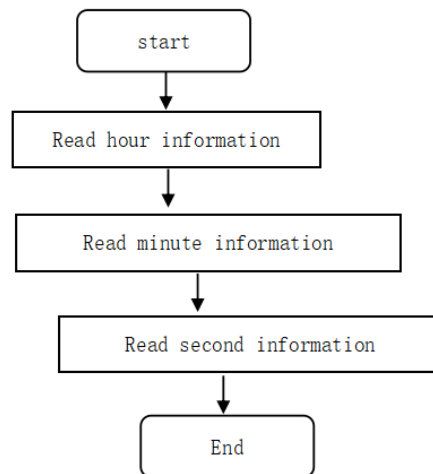 start
Read hour information
Read minute information
Read second information
End